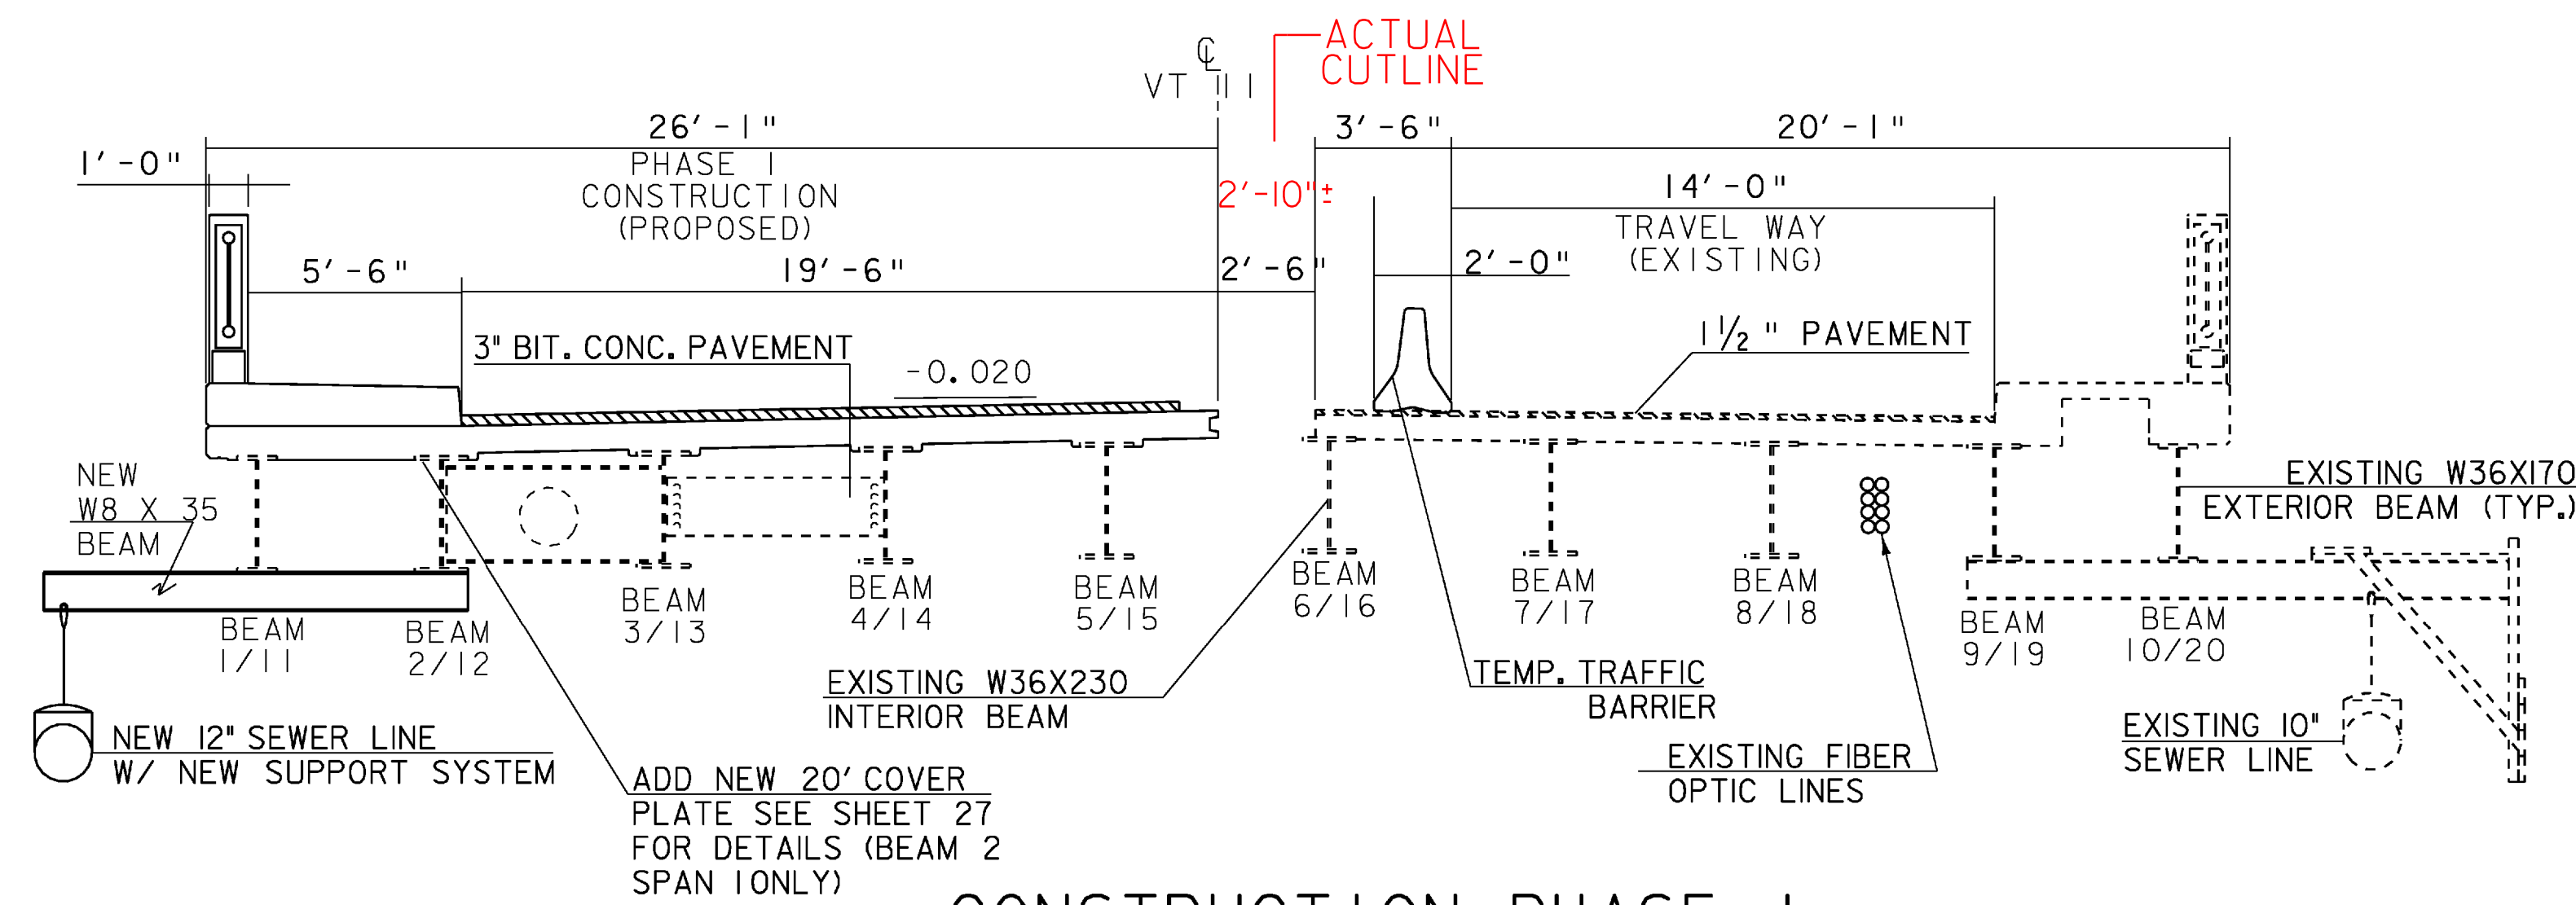 ACTUAL
CUTLINE
℄
VT 11
26'-1"
3'-6"
20'-1"
1'-0"
PHASE 1
CONSTRUCTION
(PROPOSED)
2'-10"±
14'-0"
TRAVEL WAY
(EXISTING)
5'-6"
19'-6"
2'-6"
2'-0"
3" BIT. CONC. PAVEMENT
-0.020
1 1/2" PAVEMENT
NEW
W8 X 35
BEAM
EXISTING W36X170
EXTERIOR BEAM (TYP.)
BEAM
1/11
BEAM
2/12
BEAM
3/13
BEAM
4/14
BEAM
5/15
BEAM
6/16
BEAM
7/17
BEAM
8/18
BEAM
9/19
BEAM
10/20
EXISTING W36X230
INTERIOR BEAM
TEMP. TRAFFIC
BARRIER
NEW 12" SEWER LINE
W/ NEW SUPPORT SYSTEM
ADD NEW 20' COVER
PLATE SEE SHEET 27
FOR DETAILS (BEAM 2
SPAN 1 ONLY)
EXISTING FIBER
OPTIC LINES
EXISTING 10"
SEWER LINE
CONSTRUCTION PHASE 1